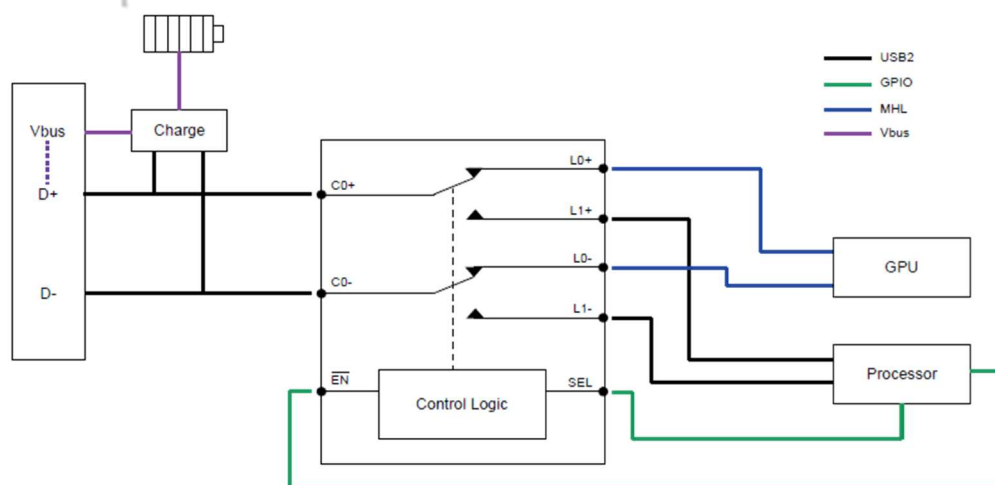 USB2
GPIO
MHL
Vbus
Vbus
Charge
D+
D-
C0+
C0-
L0+
L1+
L0-
L1-
EN
SEL
Control Logic
GPU
Processor